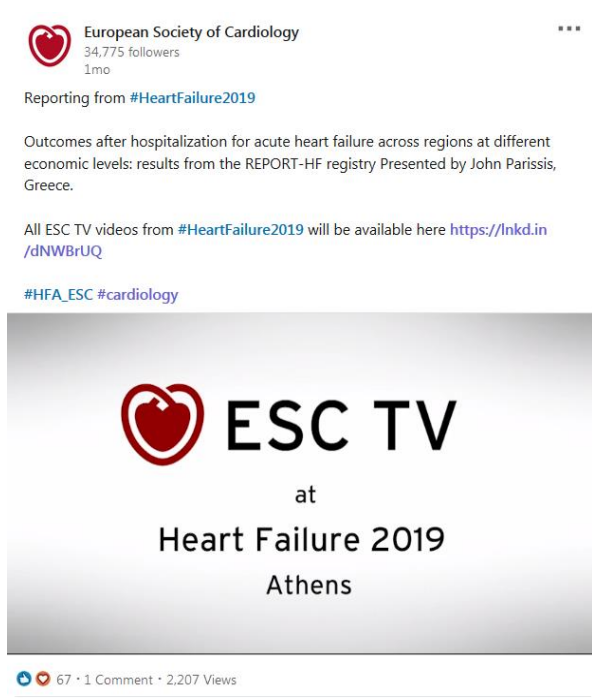 European Society of Cardiology
34,775 followers
1mo
Reporting from #HeartFailure2019
Outcomes after hospitalization for acute heart failure across regions at different
economic levels: results from the REPORT-HF registry Presented by John Parissis,
Greece.
All ESC TV videos from #HeartFailure2019 will be available here https://lnkd.in
/dNWBrUQ
#HFA_ESC #cardiology
ESC TV
at
Heart Failure 2019
Athens
67 · 1 Comment · 2,207 Views